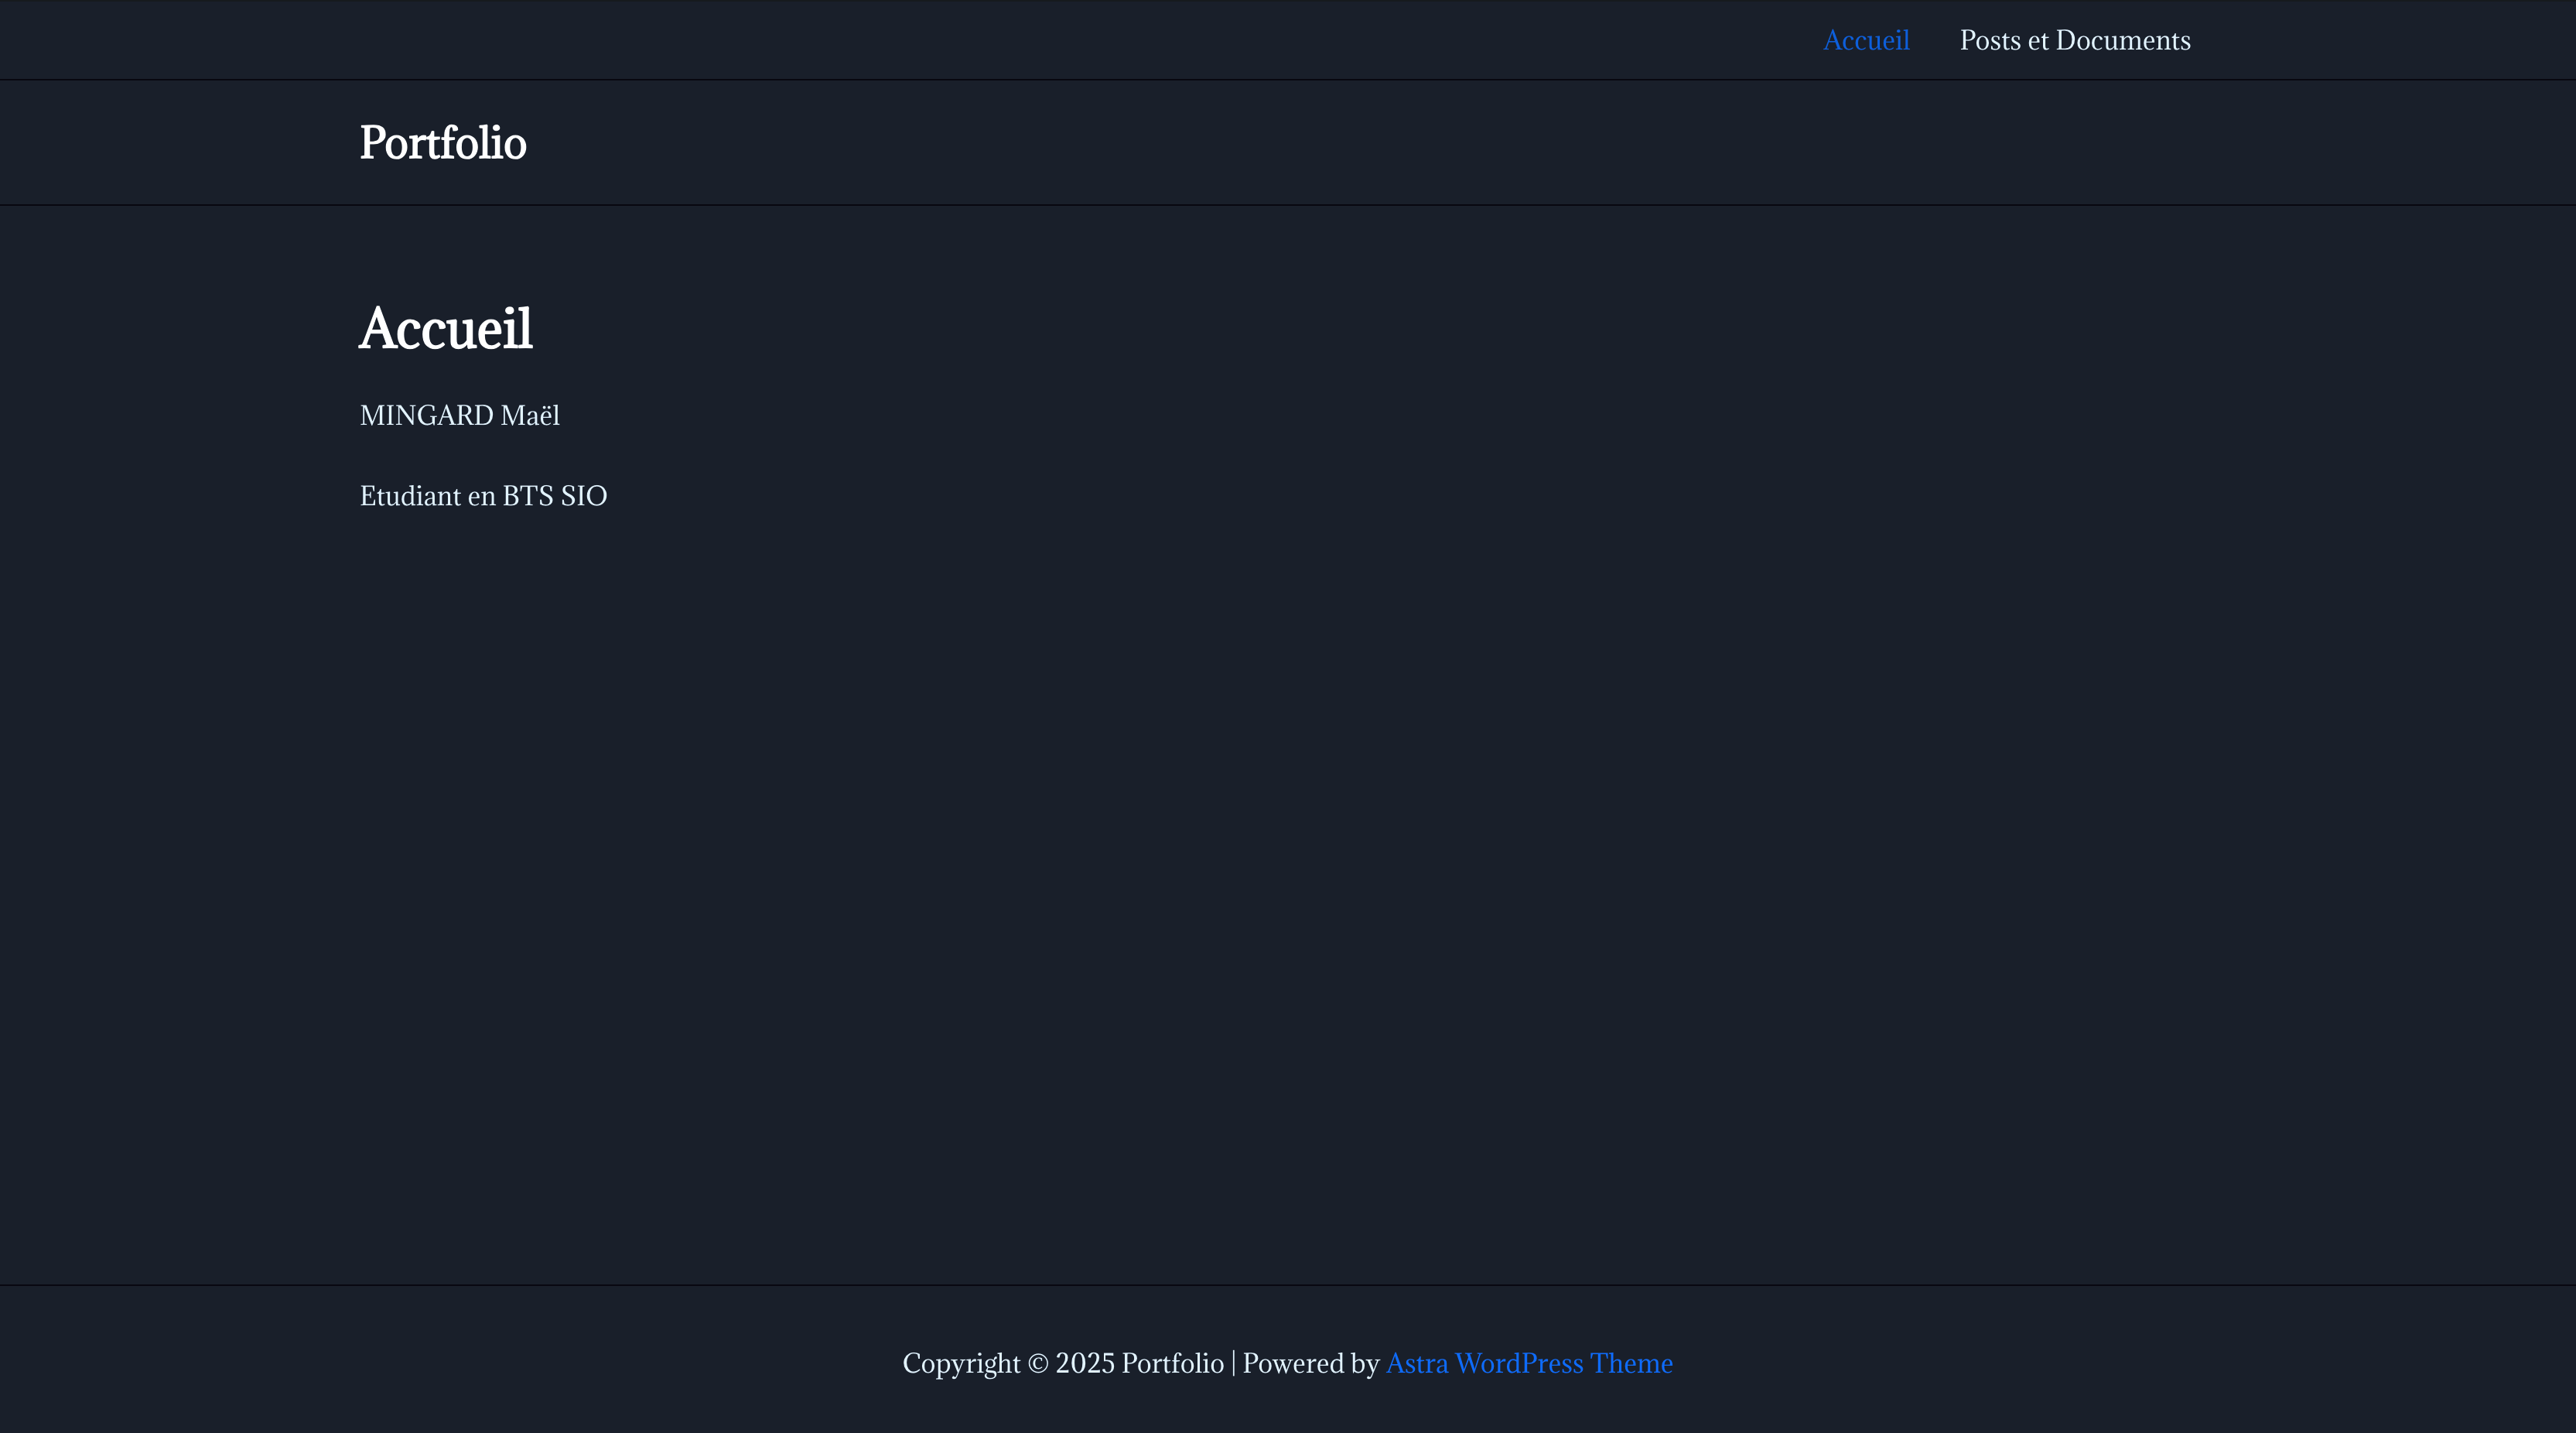 Accueil Posts et Documents
Portfolio
Accueil
MINGARD Maël
Etudiant en BTS SIO
Copyright © 2025 Portfolio | Powered by Astra WordPress Theme